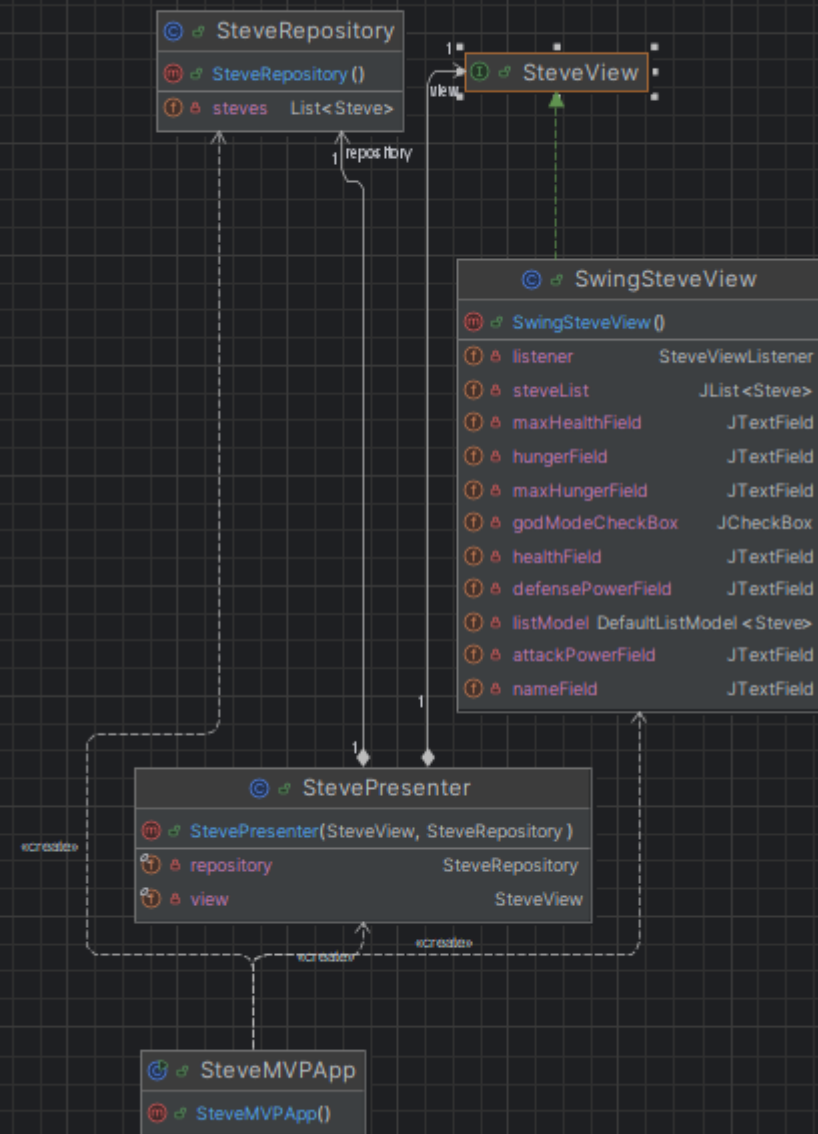 SteveRepository
SteveRepository()
steves List<Steve>
1 repository
1
view
SteveView
SwingSteveView
SwingSteveView()
listener SteveViewListener
steveList JList<Steve>
maxHealthField JTextField
hungerField JTextField
maxHungerField JTextField
godModeCheckBox JCheckBox
healthField JTextField
defensePowerField JTextField
listModel DefaultListModel<Steve>
attackPowerField JTextField
nameField JTextField
1
1
StevePresenter
StevePresenter(SteveView, SteveRepository)
repository SteveRepository
view SteveView
«create»
«create»
«create»
SteveMVPApp
SteveMVPApp()